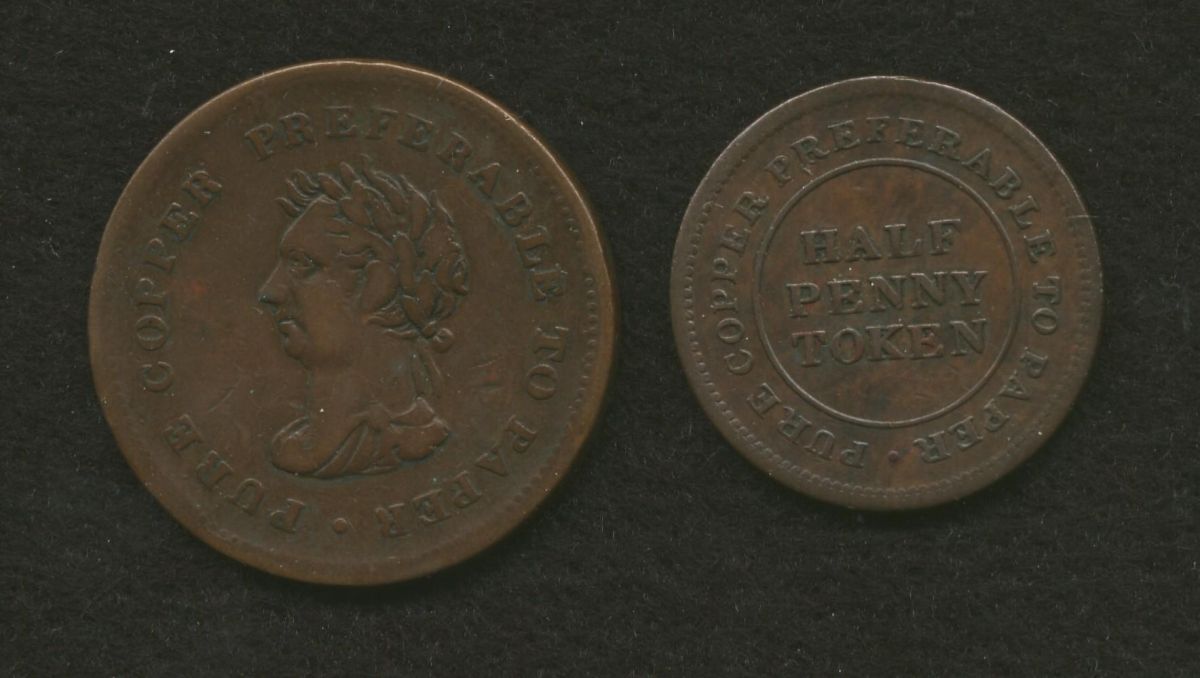 PURE COPPER PREFERABLE TO PAPER ·
PURE COPPER PREFERABLE TO PAPER ·
HALF
PENNY
TOKEN